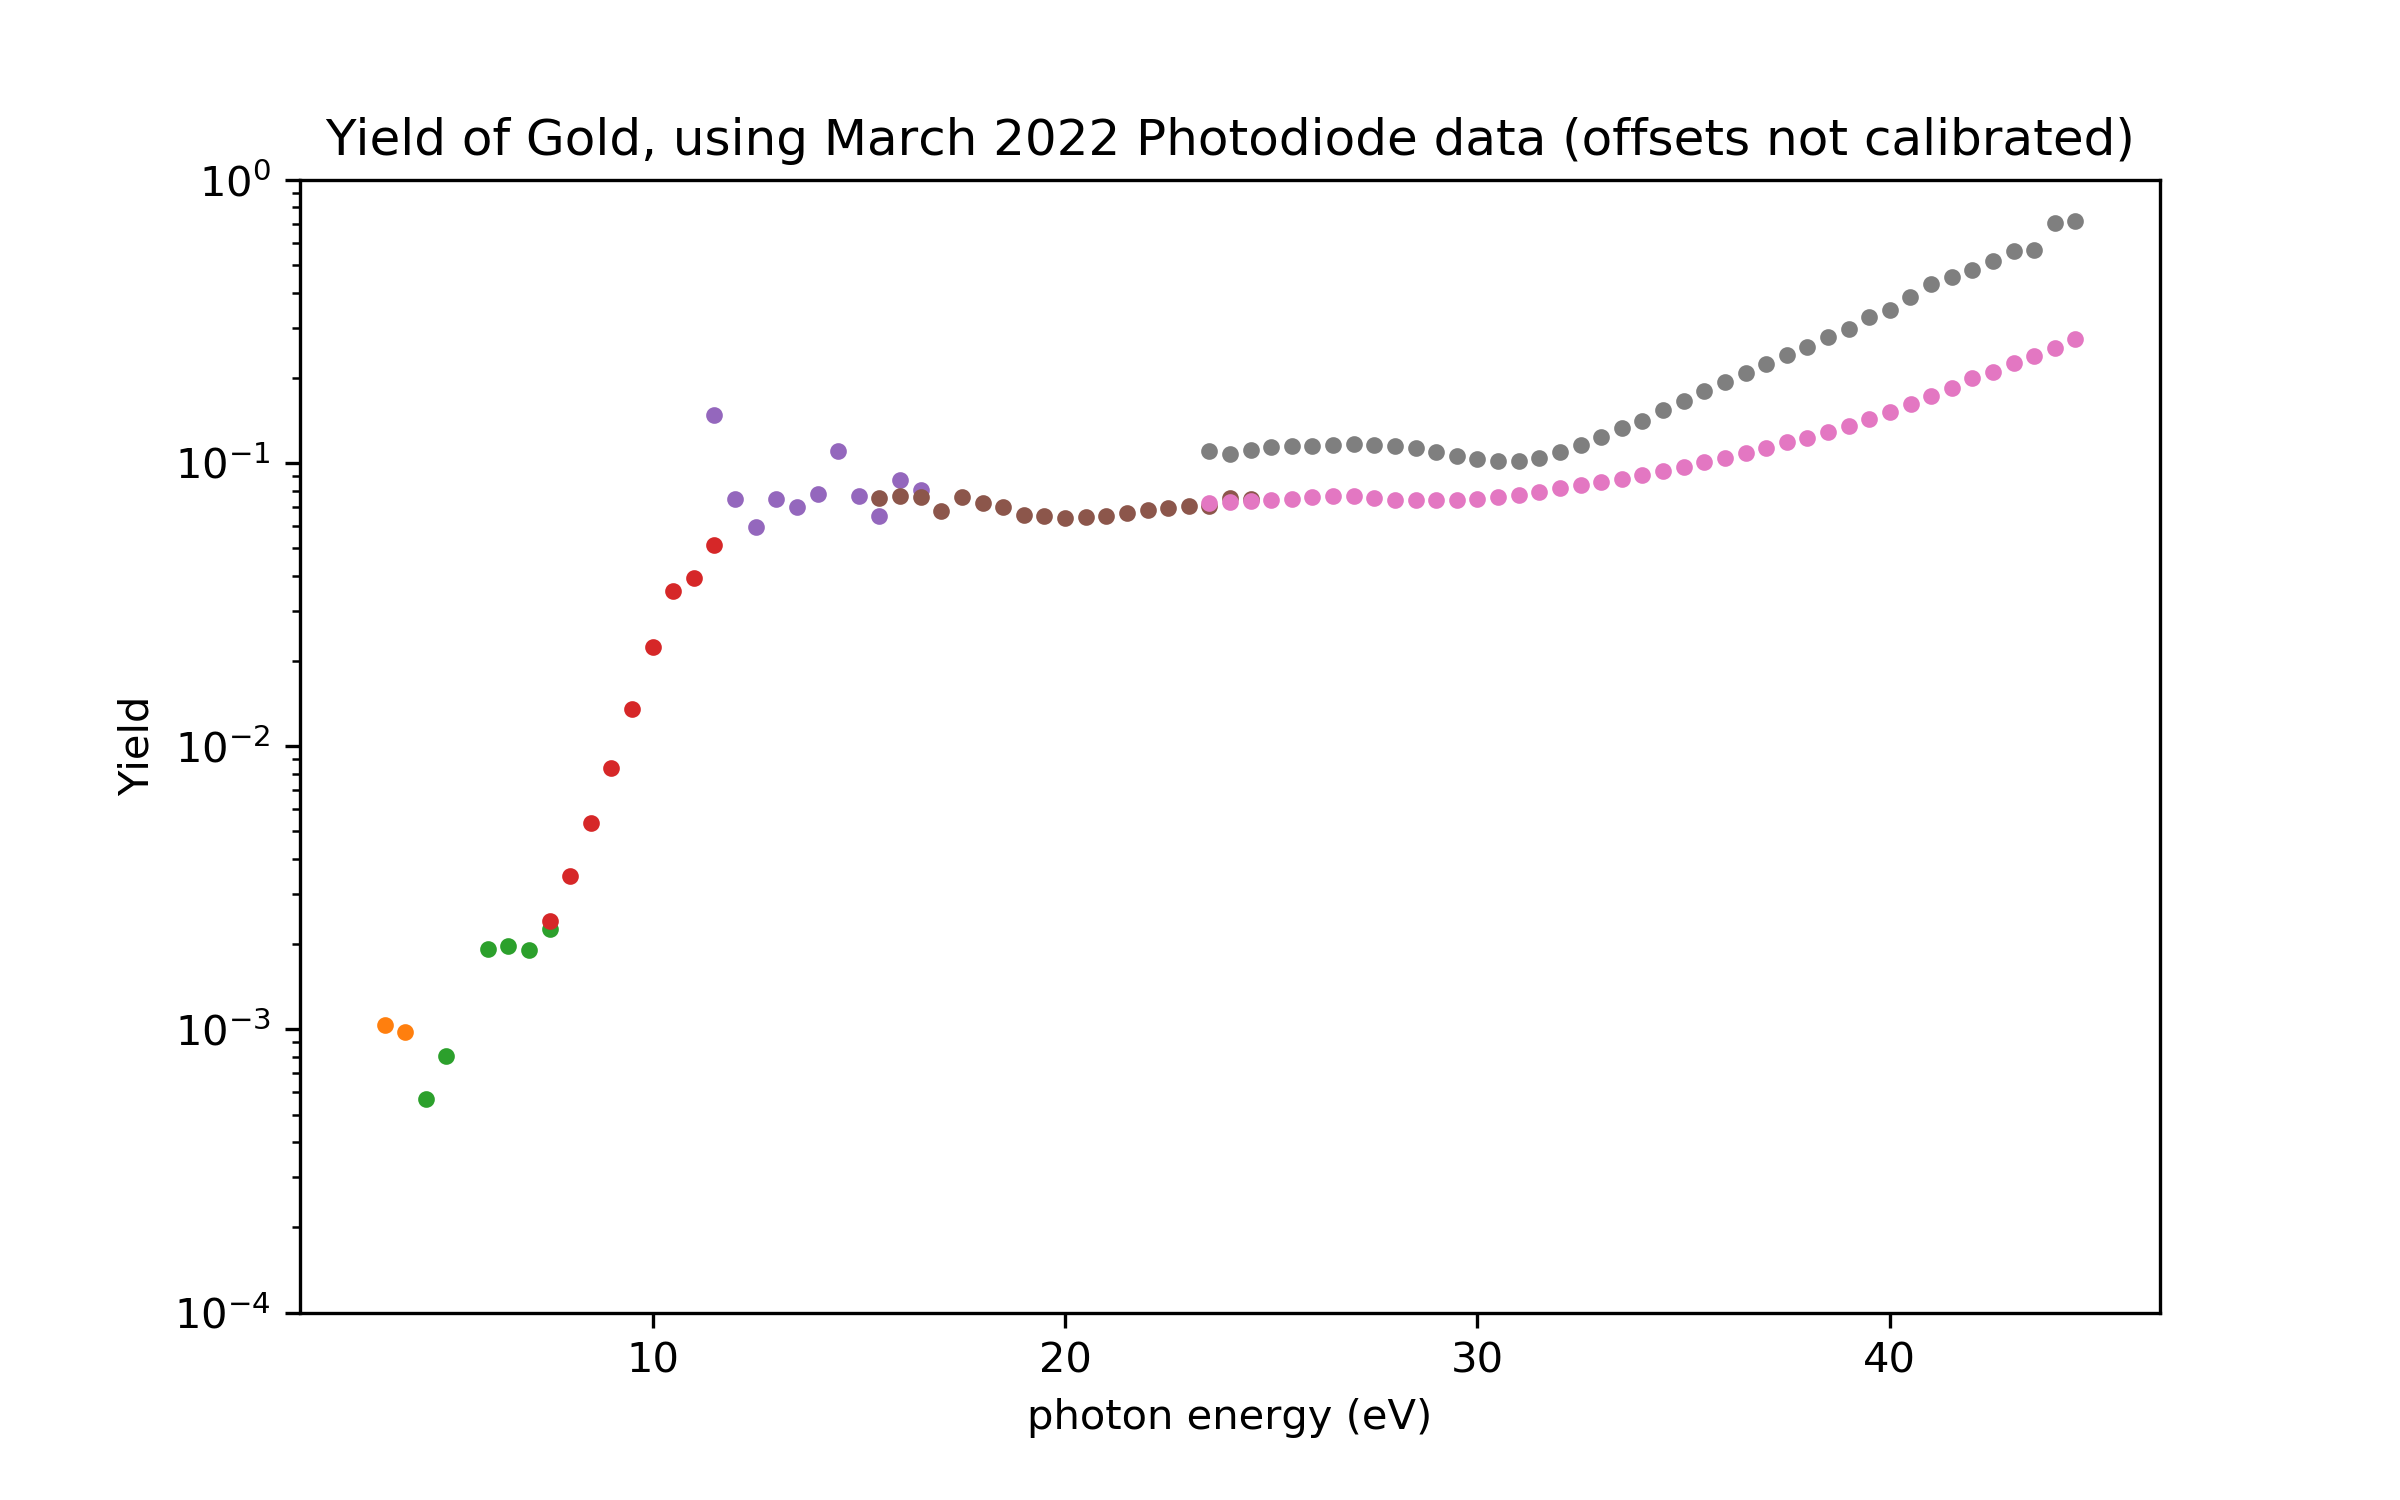 Yield of Gold, using March 2022 Photodiode data (offsets not calibrated)
10⁰
10⁻¹
10⁻²
10⁻³
10⁻⁴
Yield
10 20 30 40
photon energy (eV)